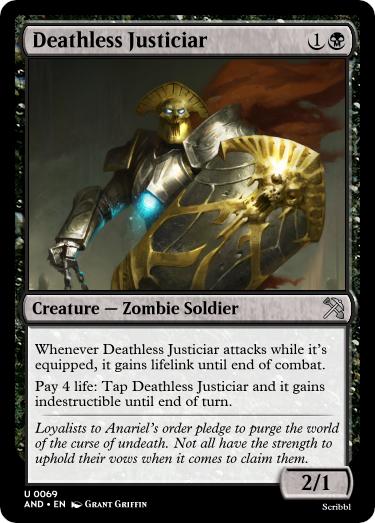 Deathless Justiciar 1
Creature — Zombie Soldier
Whenever Deathless Justiciar attacks while it's
equipped, it gains lifelink until end of combat.
Pay 4 life: Tap Deathless Justiciar and it gains
indestructible until end of turn.
Loyalists to Anariel's order pledge to purge the world
of the curse of undeath. Not all have the strength to
uphold their vows when it comes to claim them.
2/1
U 0069
AND • EN Grant Griffin
Scribbl